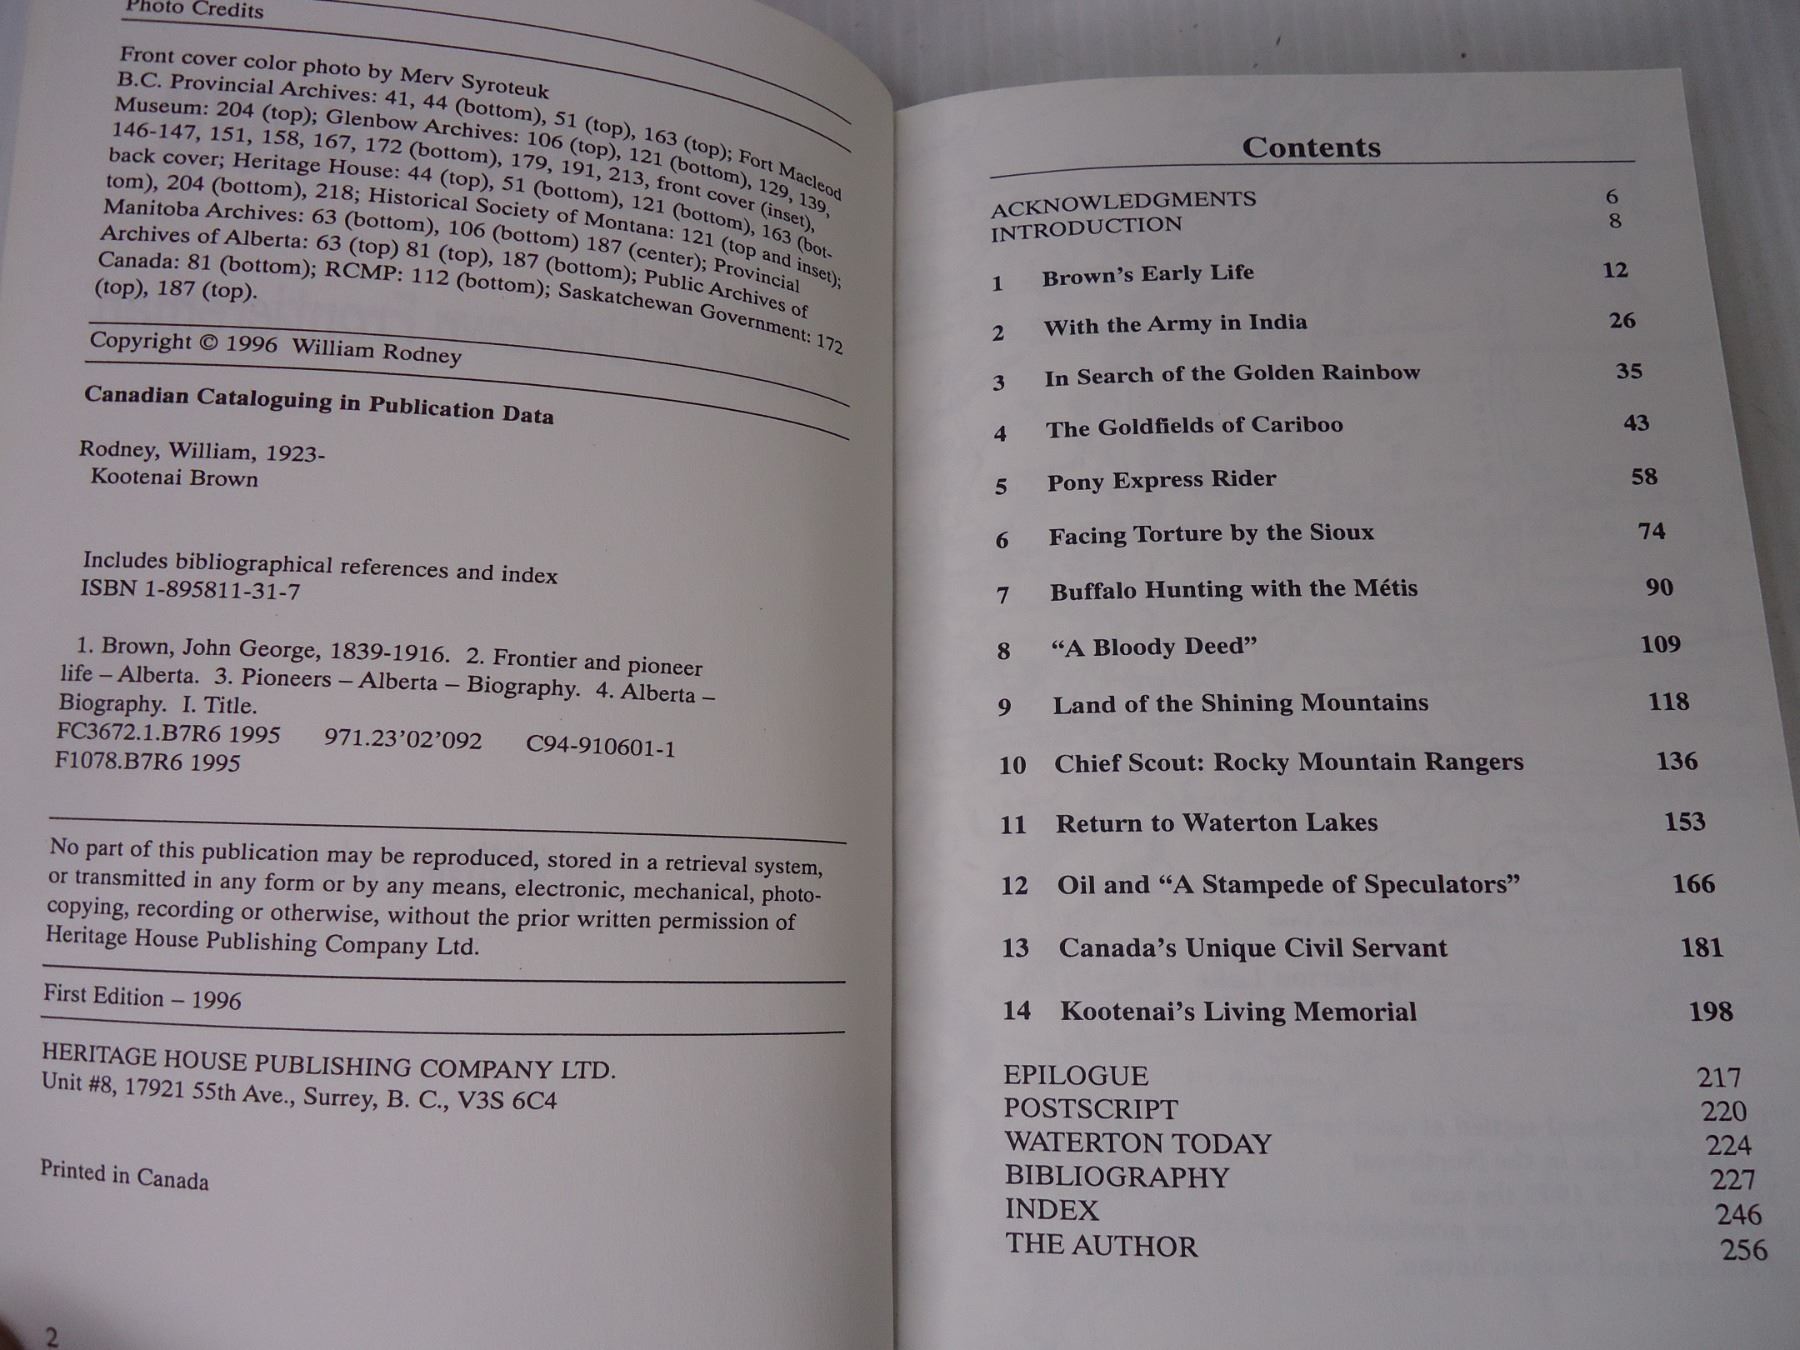 Photo Credits
Front cover color photo by Merv Syroteuk
B.C. Provincial Archives: 41, 44 (bottom), 51 (top), 163 (top); Fort Macleod
Museum: 204 (top); Glenbow Archives: 106 (top), 121 (bottom), 129, 139,
146-147, 151, 158, 167, 172 (bottom), 179, 191, 213, front cover (inset),
back cover; Heritage House: 44 (top), 51 (bottom), 121 (bottom), 163 (bot-
tom), 204 (bottom), 218; Historical Society of Montana: 121 (top and inset);
Manitoba Archives: 63 (bottom), 106 (bottom) 187 (center); Provincial
Archives of Alberta: 63 (top) 81 (top), 187 (bottom); Public Archives of
Canada: 81 (bottom); RCMP: 112 (bottom); Saskatchewan Government: 172
(top), 187 (top).
Copyright © 1996 William Rodney
Canadian Cataloguing in Publication Data
Rodney, William, 1923-
Kootenai Brown
Includes bibliographical references and index
ISBN 1-895811-31-7
1. Brown, John George, 1839-1916. 2. Frontier and pioneer
life – Alberta. 3. Pioneers – Alberta – Biography. 4. Alberta –
Biography. I. Title.
FC3672.1.B7R6 1995 971.23'02'092 C94-910601-1
F1078.B7R6 1995
No part of this publication may be reproduced, stored in a retrieval system,
or transmitted in any form or by any means, electronic, mechanical, photo-
copying, recording or otherwise, without the prior written permission of
Heritage House Publishing Company Ltd.
First Edition – 1996
HERITAGE HOUSE PUBLISHING COMPANY LTD.
Unit #8, 17921 55th Ave., Surrey, B. C., V3S 6C4
Printed in Canada
2
Contents
ACKNOWLEDGMENTS 6
INTRODUCTION 8
1 Brown's Early Life 12
2 With the Army in India 26
3 In Search of the Golden Rainbow 35
4 The Goldfields of Cariboo 43
5 Pony Express Rider 58
6 Facing Torture by the Sioux 74
7 Buffalo Hunting with the Métis 90
8 “A Bloody Deed” 109
9 Land of the Shining Mountains 118
10 Chief Scout: Rocky Mountain Rangers 136
11 Return to Waterton Lakes 153
12 Oil and “A Stampede of Speculators” 166
13 Canada's Unique Civil Servant 181
14 Kootenai's Living Memorial 198
EPILOGUE 217
POSTSCRIPT 220
WATERTON TODAY 224
BIBLIOGRAPHY 227
INDEX 246
THE AUTHOR 256